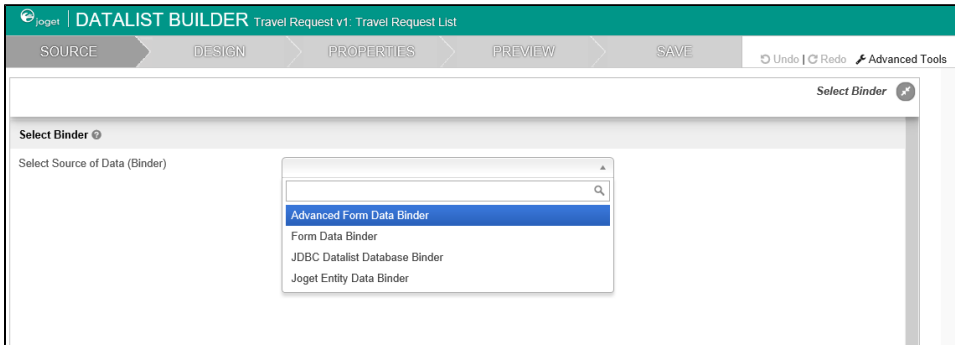 joget | DATALIST BUILDER Travel Request v1: Travel Request List
SOURCE DESIGN PROPERTIES PREVIEW SAVE Undo | Redo Advanced Tools
Select Binder
Select Binder
Select Source of Data (Binder)
Advanced Form Data Binder
Form Data Binder
JDBC Datalist Database Binder
Joget Entity Data Binder